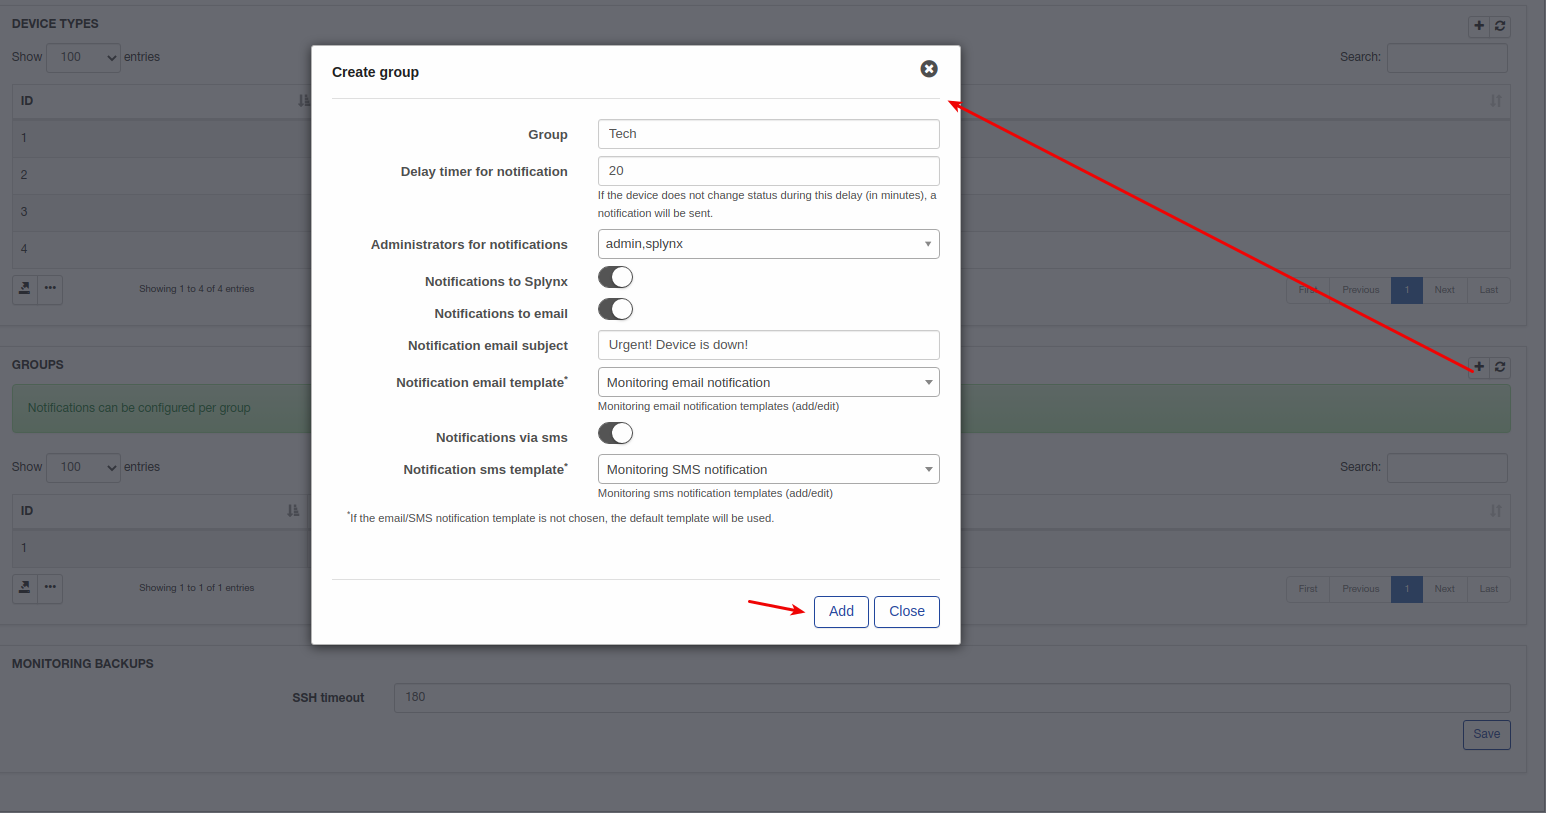 DEVICE TYPES
Show 100 entries
Search:
ID
1
2
3
4
Showing 1 to 4 of 4 entries
First Previous 1 Next Last
Create group
Group Tech
Delay timer for notification 20
If the device does not change status during this delay (in minutes), a
notification will be sent.
Administrators for notifications admin,splynx
Notifications to Splynx
Notifications to email
Notification email subject Urgent! Device is down!
Notification email template* Monitoring email notification
Monitoring email notification templates (add/edit)
Notifications via sms
Notification sms template* Monitoring SMS notification
Monitoring sms notification templates (add/edit)
*If the email/SMS notification template is not chosen, the default template will be used.
Add Close
GROUPS
Notifications can be configured per group
Show 100 entries
Search:
ID
1
Showing 1 to 1 of 1 entries
First Previous 1 Next Last
MONITORING BACKUPS
SSH timeout 180
Save